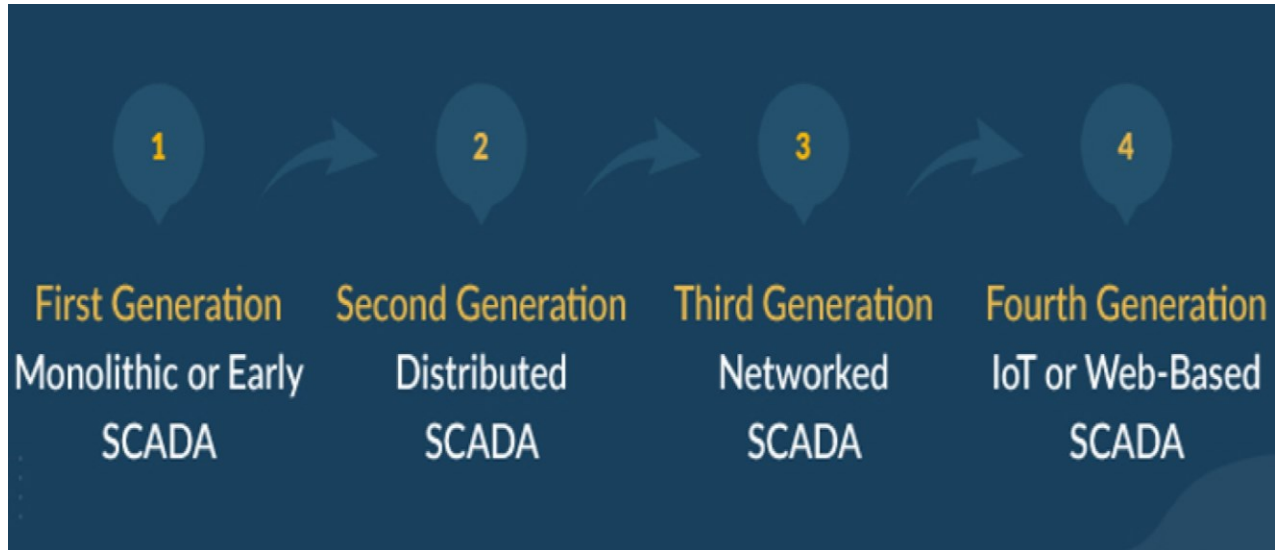 1
2
3
4
First Generation
Monolithic or Early
SCADA
Second Generation
Distributed
SCADA
Third Generation
Networked
SCADA
Fourth Generation
IoT or Web-Based
SCADA